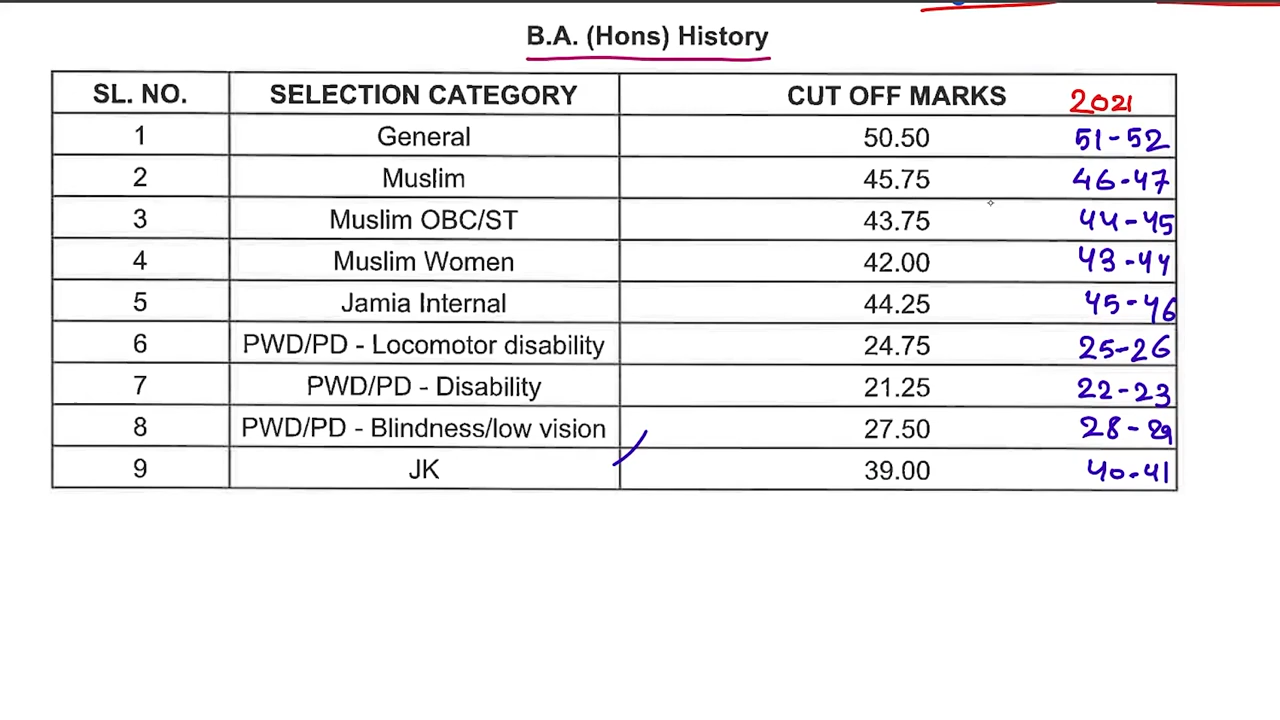 B.A. (Hons) History
SL. NO. SELECTION CATEGORY CUT OFF MARKS 2021
1 General 50.50 51-52
2 Muslim 45.75 46-47
3 Muslim OBC/ST 43.75 44-45
4 Muslim Women 42.00 43-44
5 Jamia Internal 44.25 45-46
6 PWD/PD - Locomotor disability 24.75 25-26
7 PWD/PD - Disability 21.25 22-23
8 PWD/PD - Blindness/low vision 27.50 28-29
9 JK 39.00 40-41